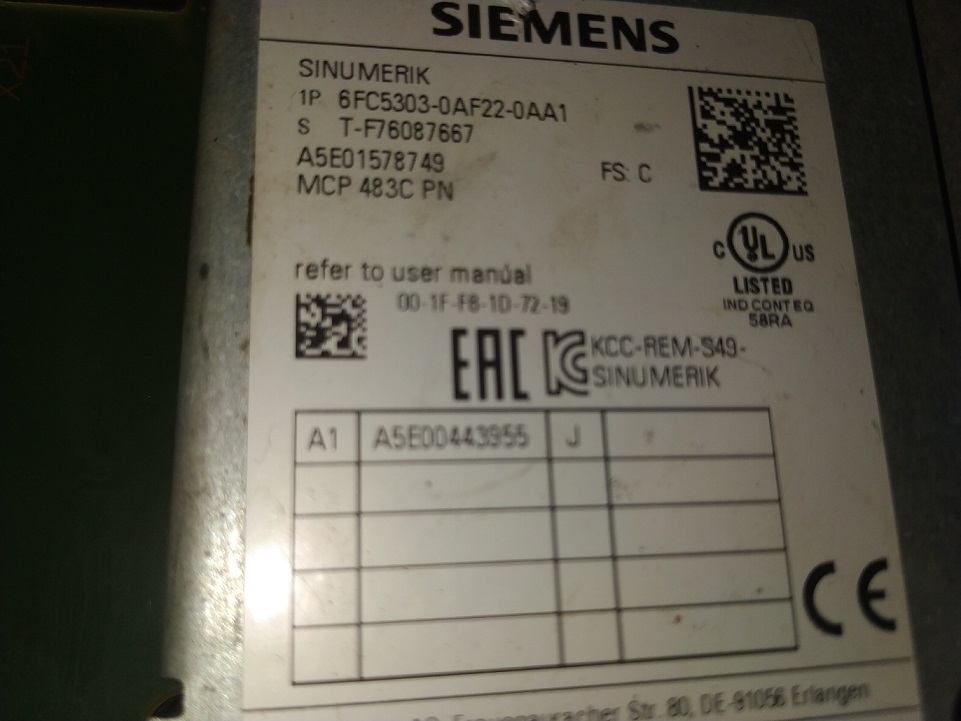 SIEMENS
SINUMERIK
1P 6FC5303-0AF22-0AA1
S T-F76087667
A5E01578749
FS: C
MCP 483C PN
C UL US
LISTED
IND CONT EQ
58RA
refer to user manual
00-1F-F8-1D-72-19
EAC
KCC-REM-S49-
SINUMERIK
A1 A5E00443955 J
CE
Str. 80, DE-91056 Erlangen